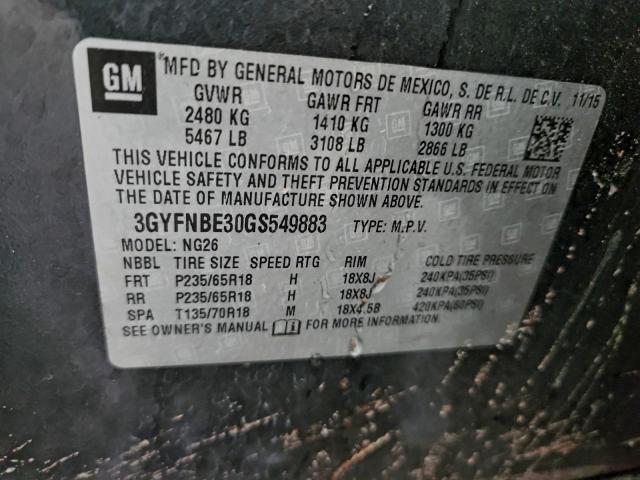 GM
® MFD BY GENERAL MOTORS DE MEXICO, S. DE R.L. DE C.V. 11/15
GVWR GAWR FRT GAWR RR
2480 KG 1410 KG 1300 KG
5467 LB 3108 LB 2866 LB
THIS VEHICLE CONFORMS TO ALL APPLICABLE U.S. FEDERAL MOTOR
VEHICLE SAFETY AND THEFT PREVENTION STANDARDS IN EFFECT ON
THE DATE OF MANUFACTURE SHOWN ABOVE.
3GYFNBE30GS549883 TYPE: M.P.V.
MODEL: NG26
NBBL TIRE SIZE SPEED RTG RIM COLD TIRE PRESSURE
FRT P235/65R18 H 18X8J 240KPA(35PSI)
RR P235/65R18 H 18X8J 240KPA(35PSI)
SPA T135/70R18 M 18X4.5B 420KPA(60PSI)
SEE OWNER'S MANUAL i FOR MORE INFORMATION.